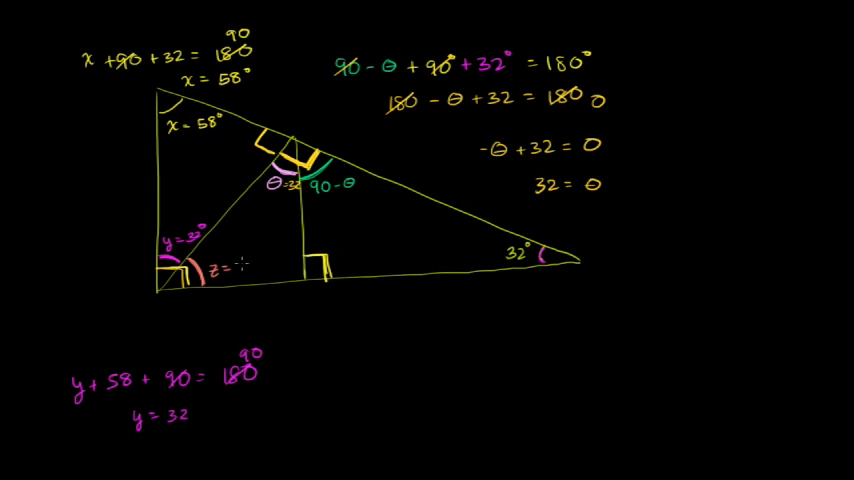 90
x + 90 + 32 = 180
x = 58°
x = 58°
90 - θ + 90° + 32° = 180°
180 - θ + 32 = 180 0
-θ + 32 = 0
32 = θ
θ=32
90-θ
y=32°
z=
32°
90
y + 58 + 90 = 180
y = 32